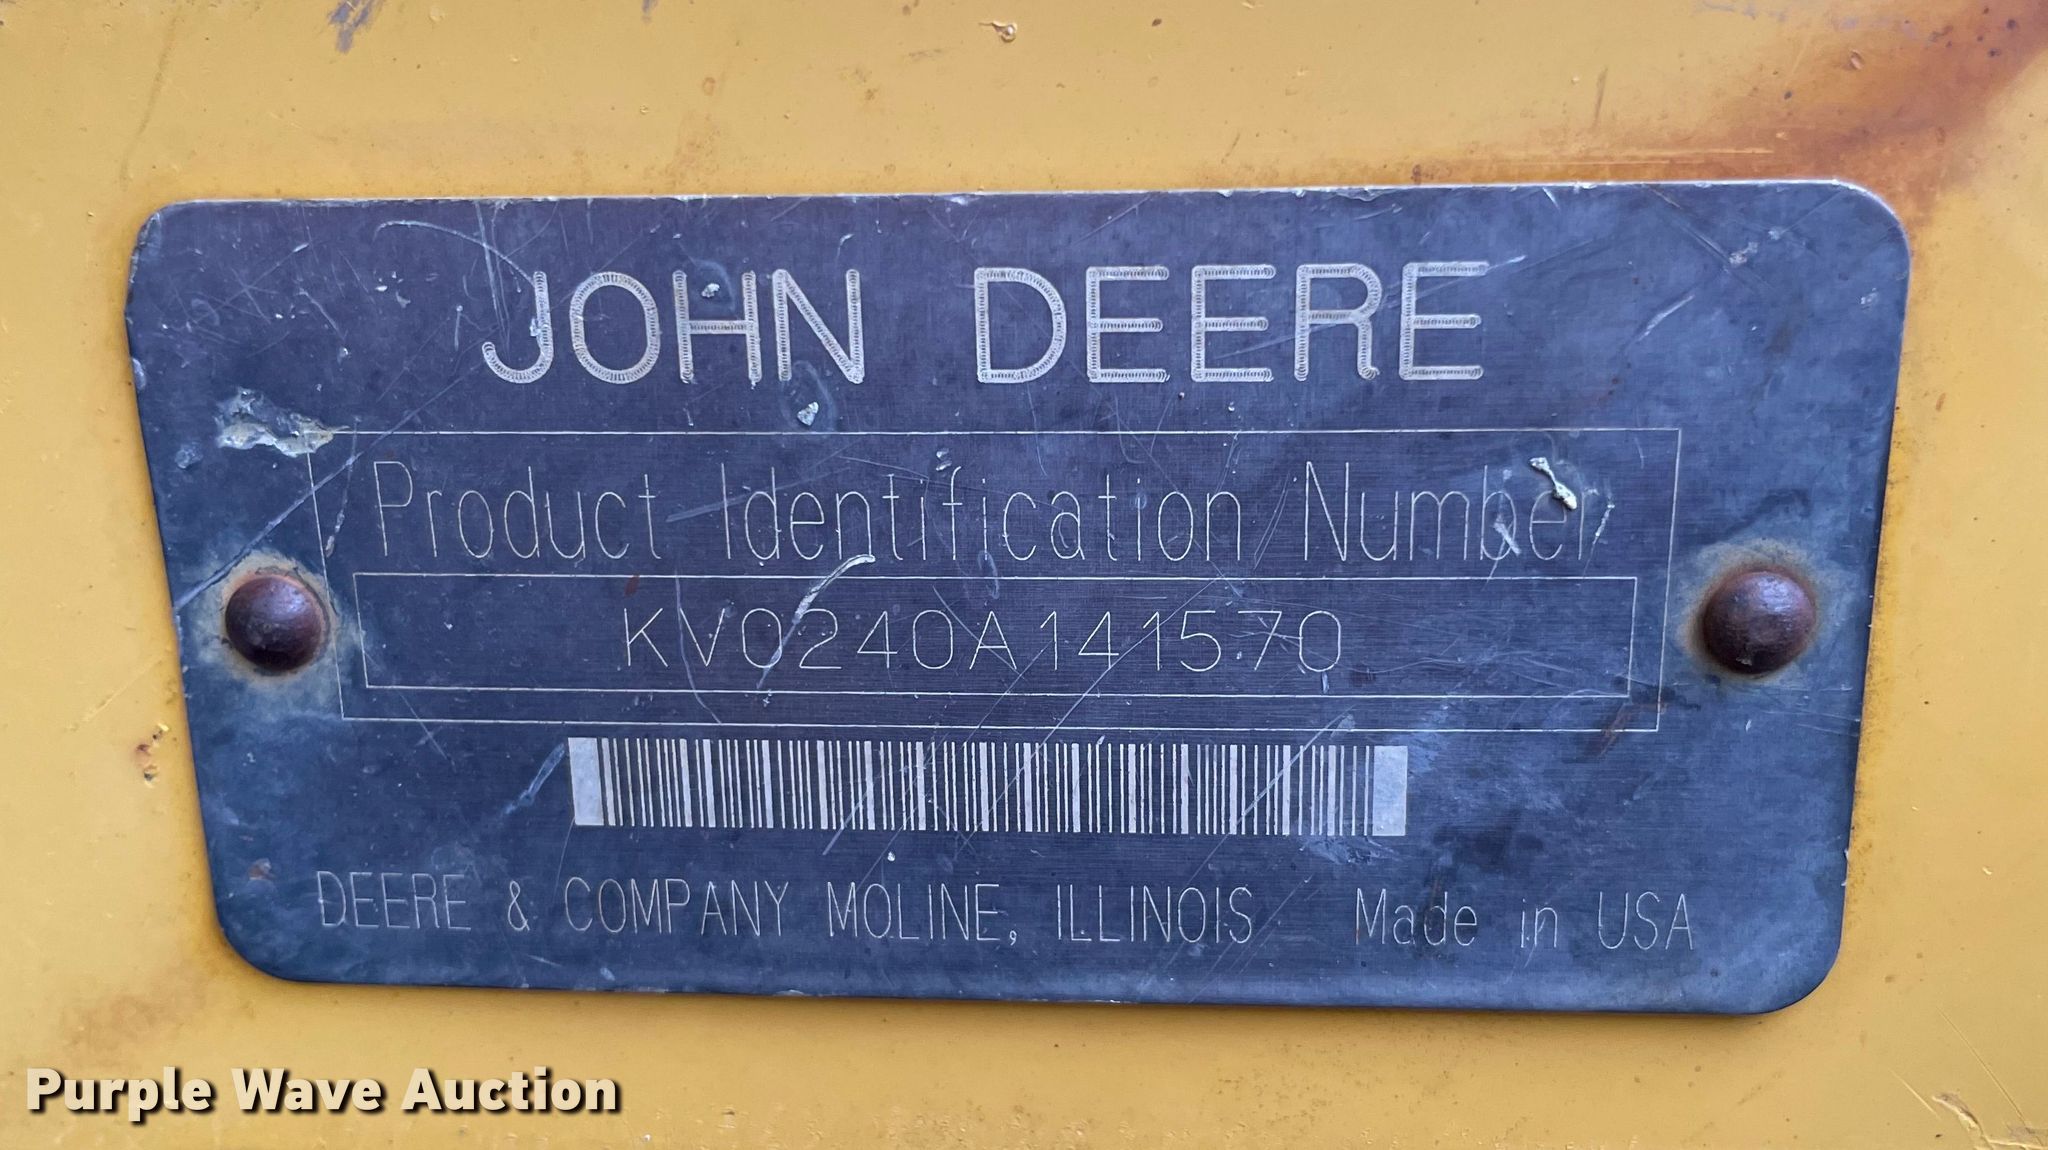 JOHN DEERE
Product Identification Number
KV0240A141570
DEERE & COMPANY MOLINE, ILLINOIS Made in USA
Purple Wave Auction